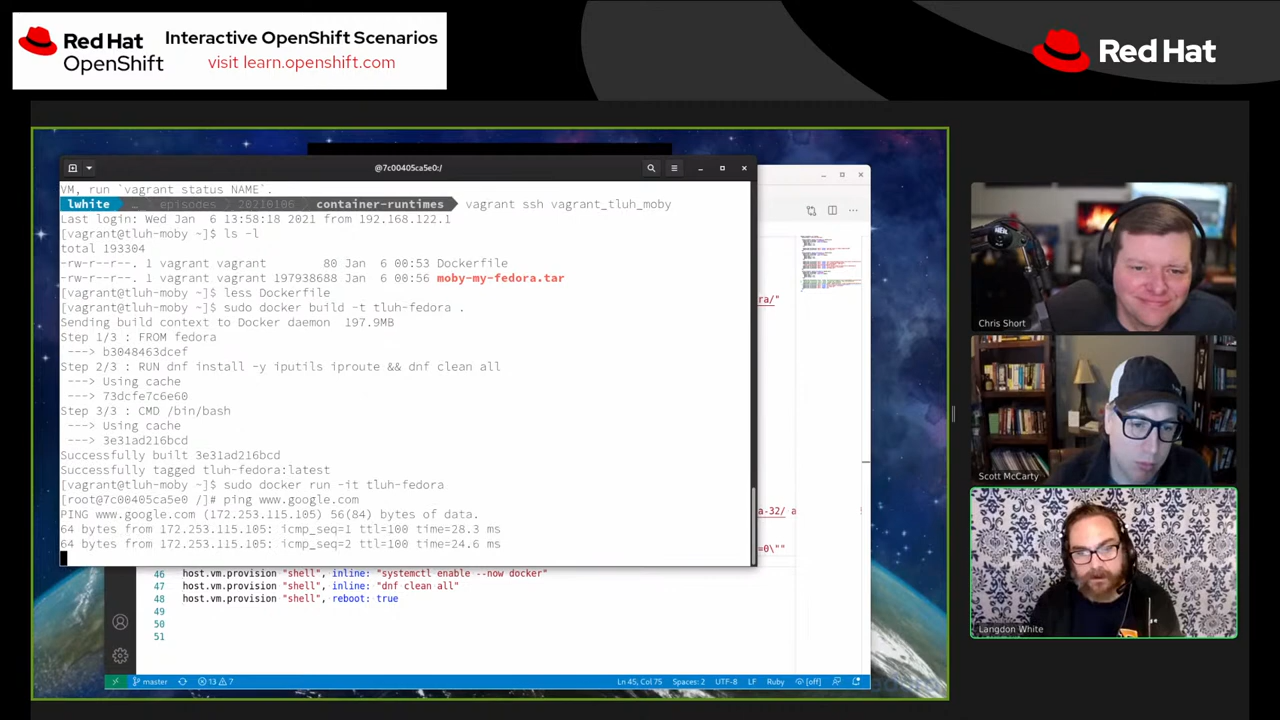 Red Hat
OpenShift
Interactive OpenShift Scenarios
visit learn.openshift.com
Red Hat
@7c00405ca5e0:/
VM, run `vagrant status NAME`.
lwhite … episodes 20210106 container-runtimes vagrant ssh vagrant_tluh_moby
Last login: Wed Jan 6 13:58:18 2021 from 192.168.122.1
[vagrant@tluh-moby ~]$ ls -l
total 193304
-rw-r--r--. 1 vagrant vagrant 80 Jan 6 00:53 Dockerfile
-rw-r--r--. 1 vagrant vagrant 197938688 Jan 6 00:56 moby-my-fedora.tar
[vagrant@tluh-moby ~]$ less Dockerfile
[vagrant@tluh-moby ~]$ sudo docker build -t tluh-fedora .
Sending build context to Docker daemon 197.9MB
Step 1/3 : FROM fedora
---> b3048463dcef
Step 2/3 : RUN dnf install -y iputils iproute && dnf clean all
---> Using cache
---> 73dcfe7c6e60
Step 3/3 : CMD /bin/bash
---> Using cache
---> 3e31ad216bcd
Successfully built 3e31ad216bcd
Successfully tagged tluh-fedora:latest
[vagrant@tluh-moby ~]$ sudo docker run -it tluh-fedora
[root@7c00405ca5e0 /]# ping www.google.com
PING www.google.com (172.253.115.105) 56(84) bytes of data.
64 bytes from 172.253.115.105: icmp_seq=1 ttl=100 time=28.3 ms
64 bytes from 172.253.115.105: icmp_seq=2 ttl=100 time=24.6 ms
ra/"
a-32/ a
=0\""
46 host.vm.provision "shell", inline: "systemctl enable --now docker"
47 host.vm.provision "shell", inline: "dnf clean all"
48 host.vm.provision "shell", reboot: true
49
50
51
master 13 7 Ln 45, Col 75 Spaces: 2 UTF-8 LF Ruby [off]
Chris Short
Scott McCarty
Langdon White